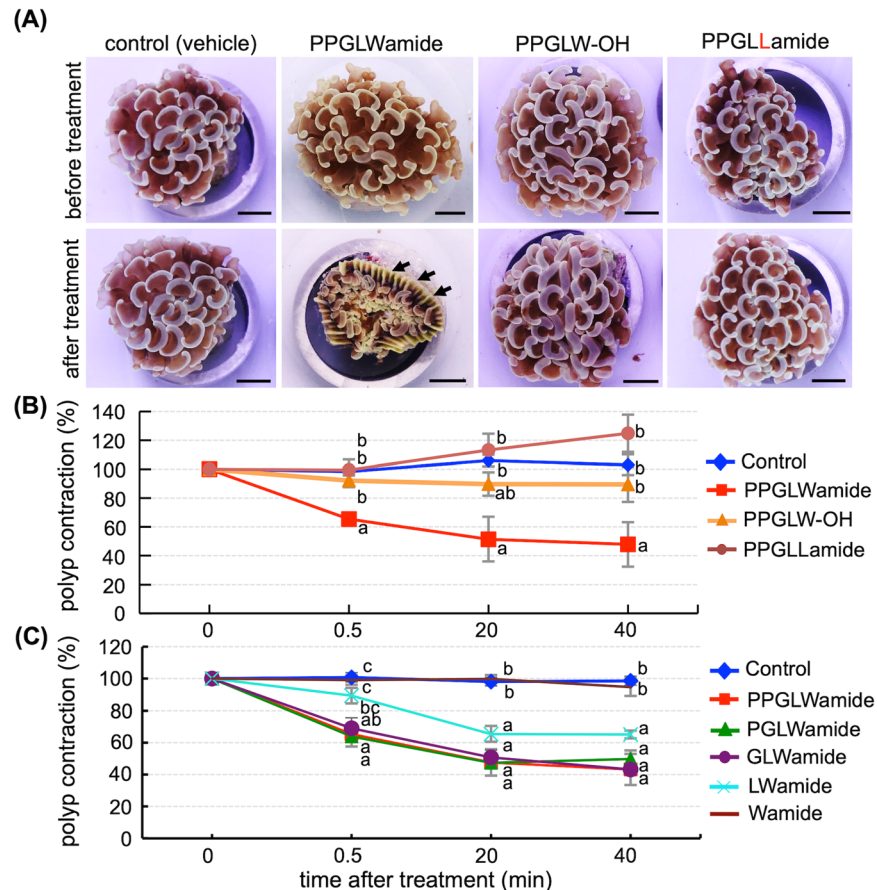 (A)
control (vehicle) PPGLWamide PPGLW-OH PPGLLamide
before treatment
after treatment
(B)
polyp contraction (%)
140
120
100
80
60
40
20
0
0 0.5 20 40
b
b
b
a
b
b
ab
a
b
b
b
a
Control
PPGLWamide
PPGLW-OH
PPGLLamide
(C)
polyp contraction (%)
120
100
80
60
40
20
0
0 0.5 20 40
time after treatment (min)
c
c
bc
ab
a
a
b
b
a
a
a
a
b
b
a
a
a
a
Control
PPGLWamide
PGLWamide
GLWamide
LWamide
Wamide